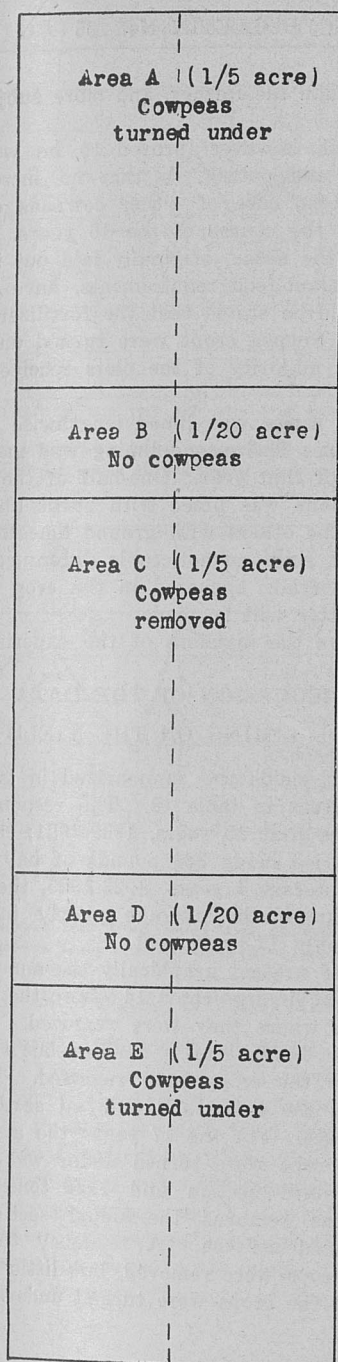 Area A (1/5 acre)
Cowpeas
turned under
Area B (1/20 acre)
No cowpeas
Area C (1/5 acre)
Cowpeas
removed
Area D (1/20 acre)
No cowpeas
Area E (1/5 acre)
Cowpeas
turned under